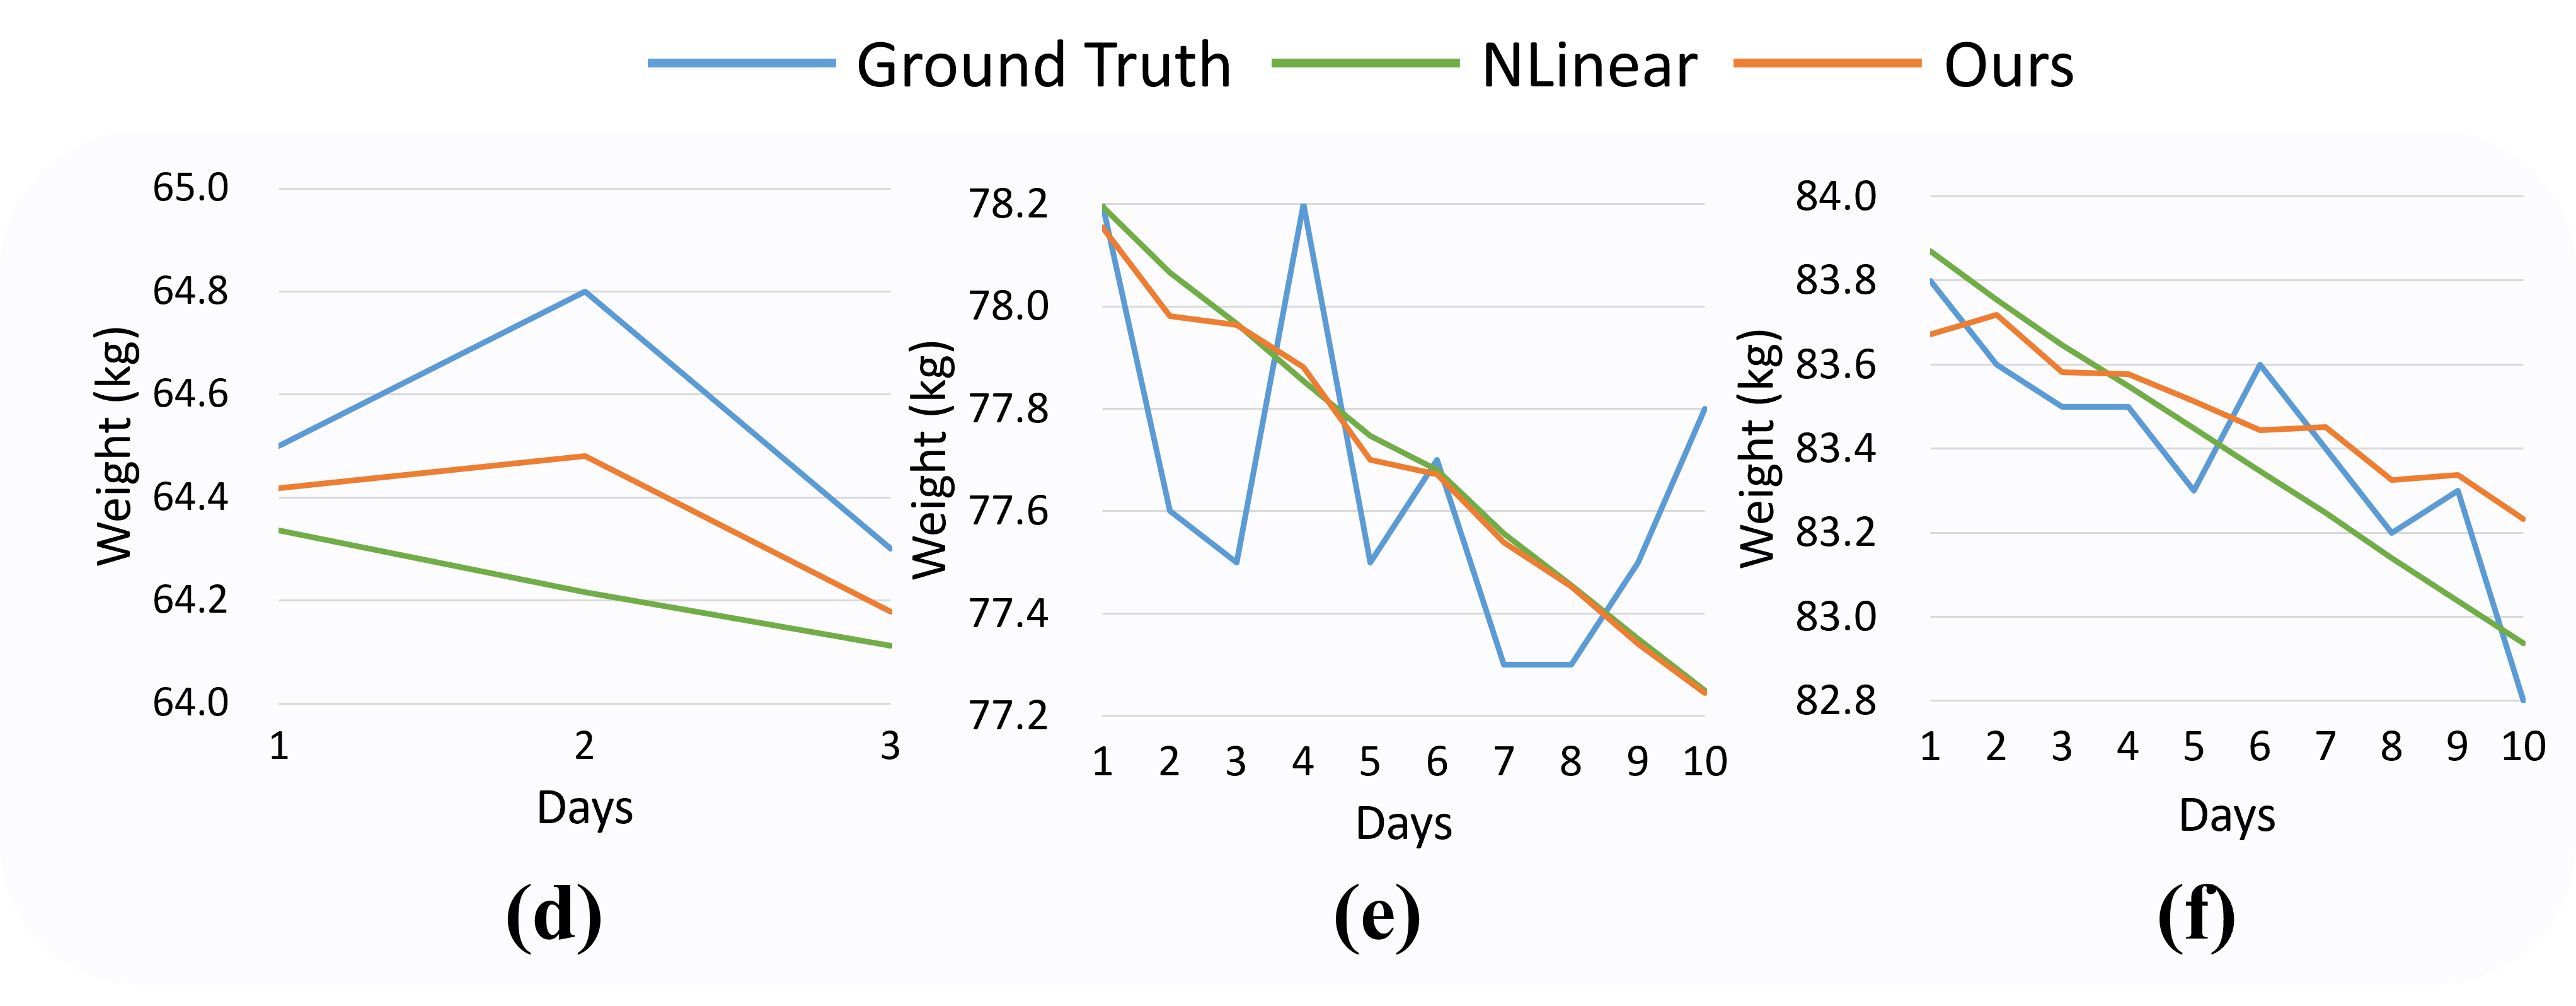 Ground Truth NLinear Ours
65.0
64.8
64.6
64.4
64.2
64.0
Weight (kg)
1 2 3
Days
(d)
78.2
78.0
77.8
77.6
77.4
77.2
Weight (kg)
1 2 3 4 5 6 7 8 9 10
Days
(e)
84.0
83.8
83.6
83.4
83.2
83.0
82.8
Weight (kg)
1 2 3 4 5 6 7 8 9 10
Days
(f)